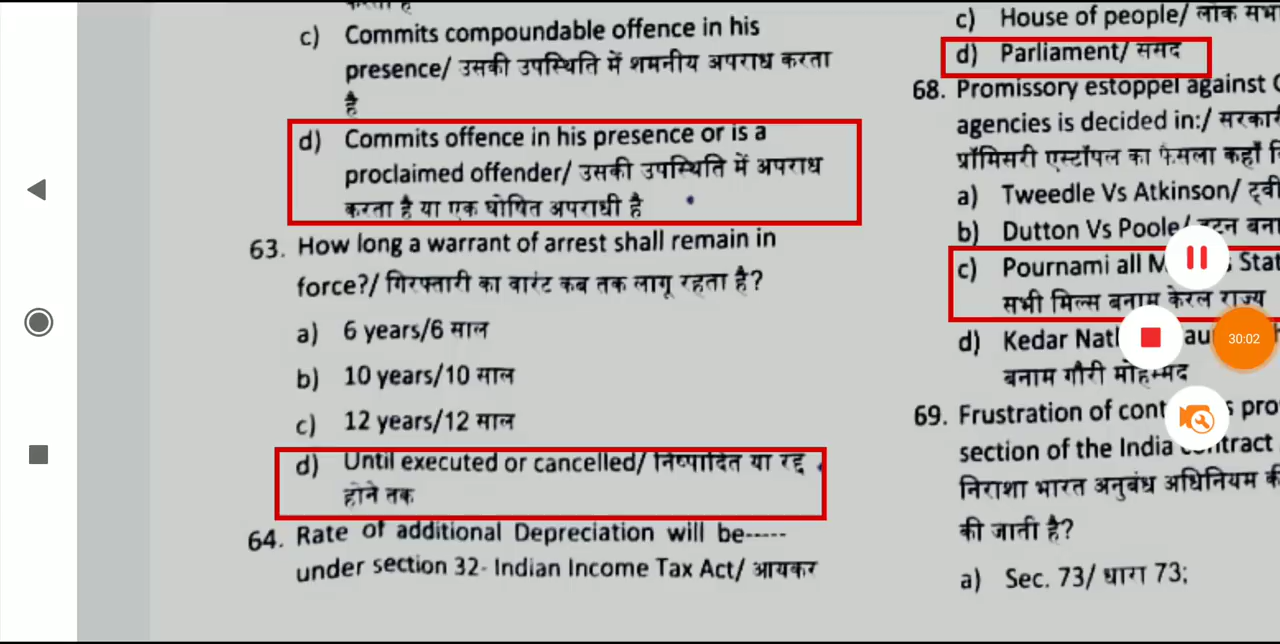 c) Commits compoundable offence in his
presence/ उसकी उपस्थिति में शमनीय अपराध करता
है
d) Commits offence in his presence or is a
proclaimed offender/ उसकी उपस्थिति में अपराध
करता है या एक घोषित अपराधी है
63. How long a warrant of arrest shall remain in
force?/ गिरफ्तारी का वारंट कब तक लागू रहता है?
a) 6 years/6 साल
b) 10 years/10 साल
c) 12 years/12 साल
d) Until executed or cancelled/ निष्पादित या रद्द
होने तक
64. Rate of additional Depreciation will be-----
under section 32- Indian Income Tax Act/ आयकर
c) House of people/ लोक
d) Parliament/ संसद
68. Promissory estoppel against
agencies is decided in:/
प्रॉमिसरी एस्टॉपल का फैसला कहाँ
a) Tweedle Vs Atkinson/
b) Dutton Vs Poole/
c) Pournami all
सभी मिल्स बनाम केरल राज्य
d) Kedar
बनाम गौरी मोहम्मद
69. Frustration of
section of the India
निराशा भारत अनुबंध अधिनियम
की जाती है?
a) Sec. 73/ धारा 73;
30:02